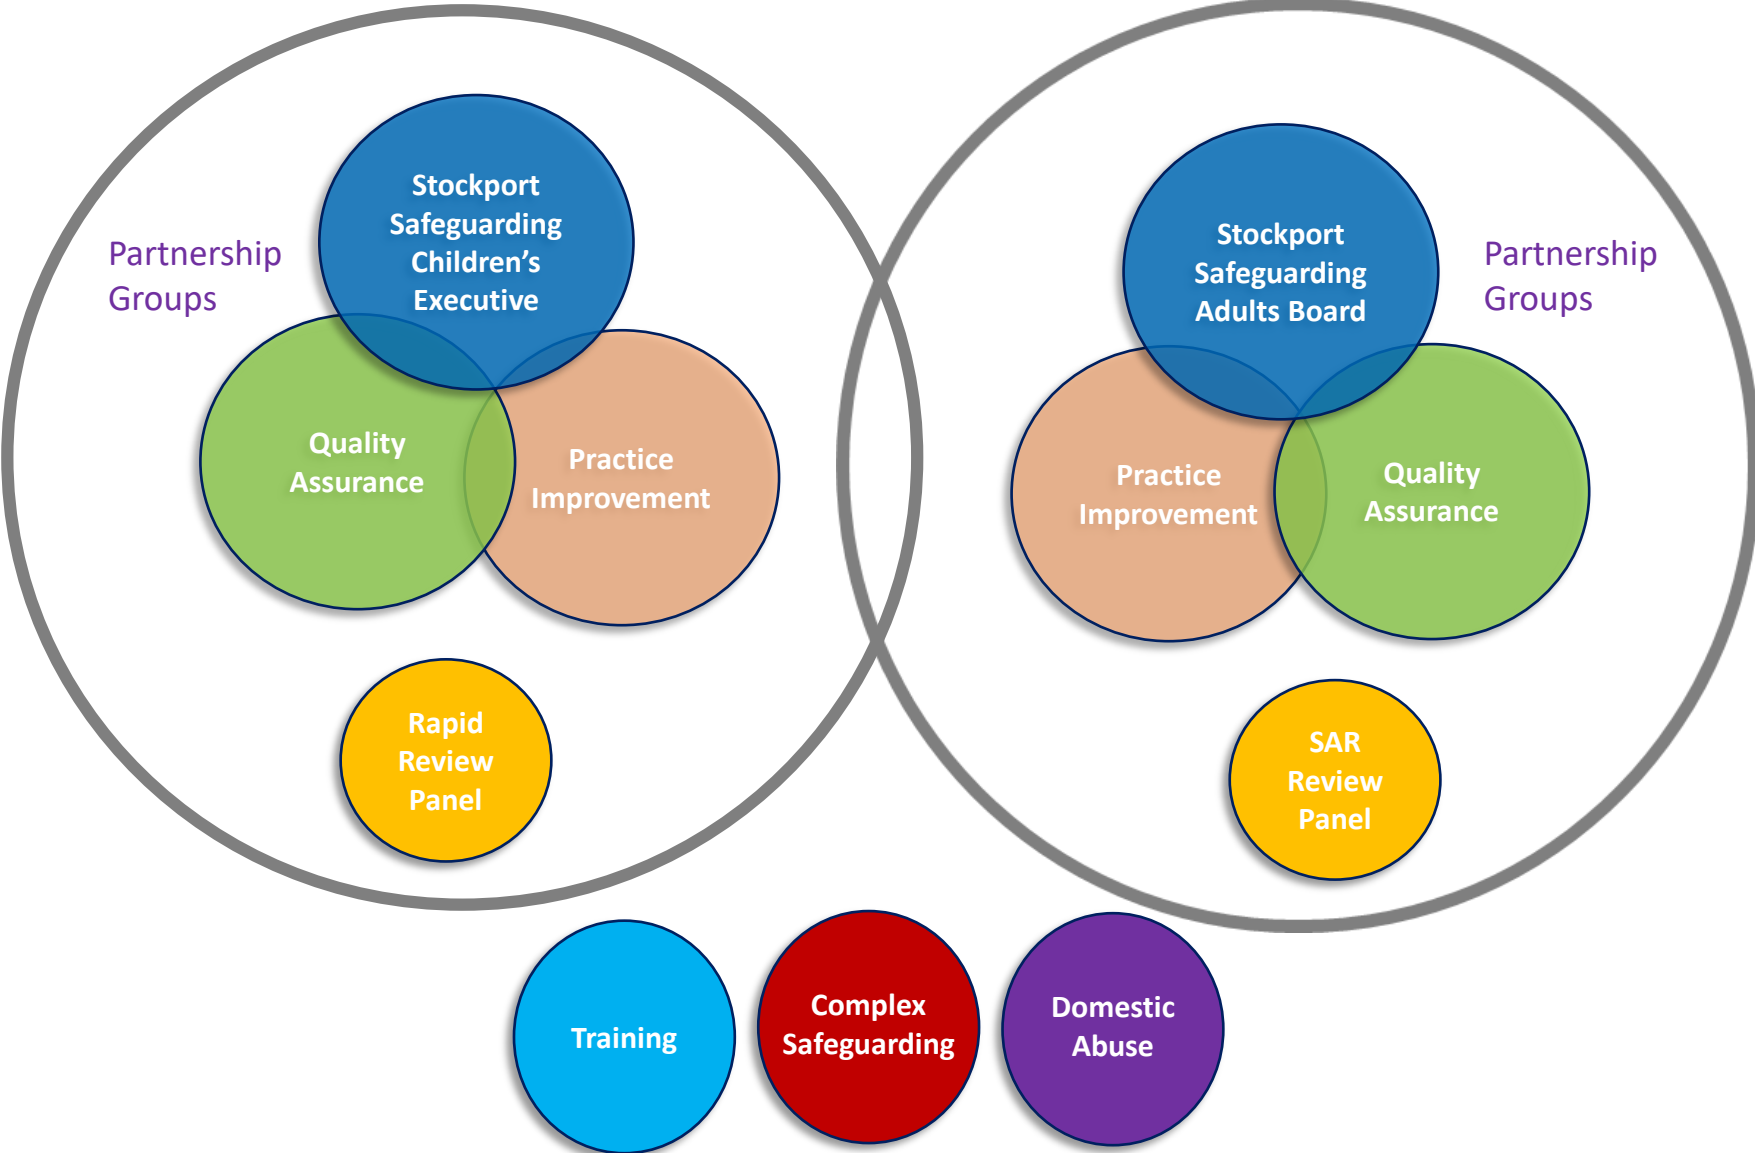 Stockport
Safeguarding
Children’s
Executive
Partnership
Groups
Quality
Assurance
Practice
Improvement
Rapid
Review
Panel
Stockport
Safeguarding
Adults Board
Partnership
Groups
Practice
Improvement
Quality
Assurance
SAR
Review
Panel
Training
Complex
Safeguarding
Domestic
Abuse